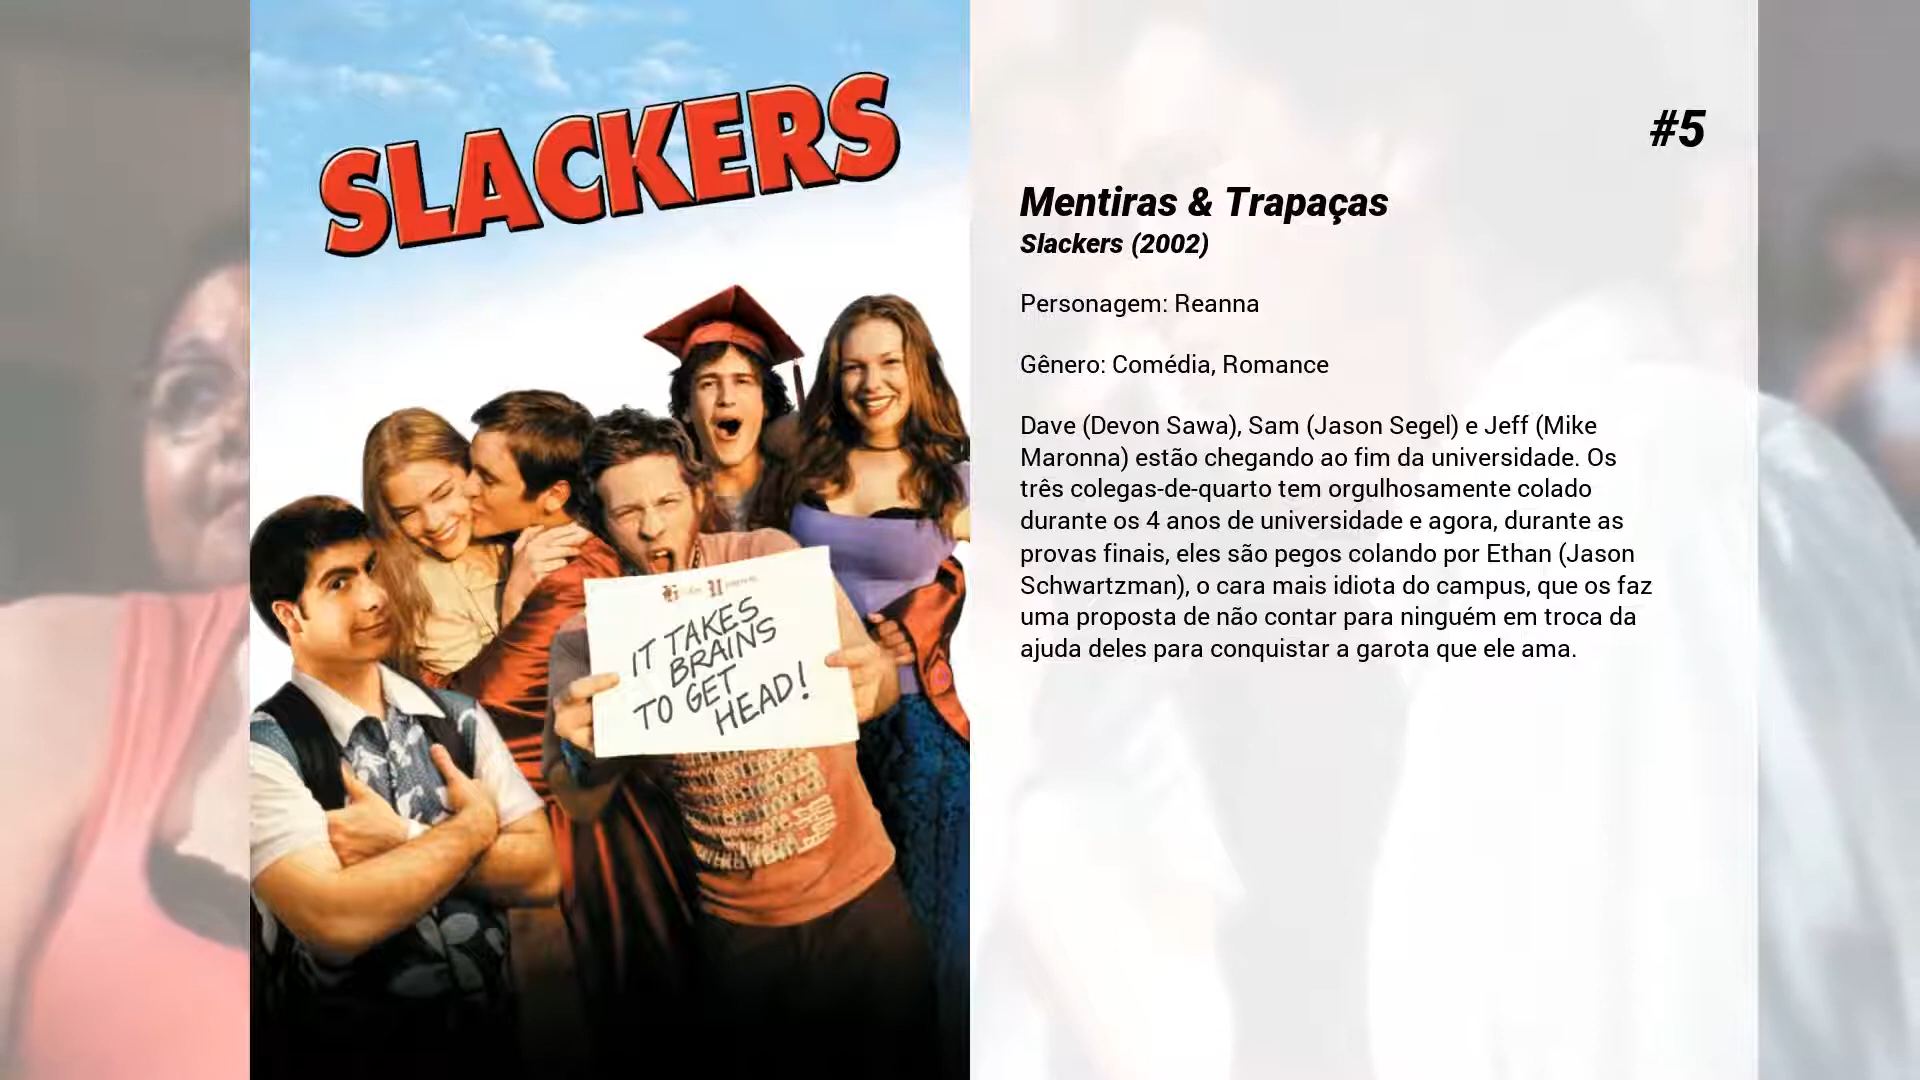 SLACKERS
IT TAKES
BRAINS
TO GET
HEAD!
#5
Mentiras & Trapaças
Slackers (2002)
Personagem: Reanna
Gênero: Comédia, Romance
Dave (Devon Sawa), Sam (Jason Segel) e Jeff (Mike
Maronna) estão chegando ao fim da universidade. Os
três colegas-de-quarto tem orgulhosamente colado
durante os 4 anos de universidade e agora, durante as
provas finais, eles são pegos colando por Ethan (Jason
Schwartzman), o cara mais idiota do campus, que os faz
uma proposta de não contar para ninguém em troca da
ajuda deles para conquistar a garota que ele ama.